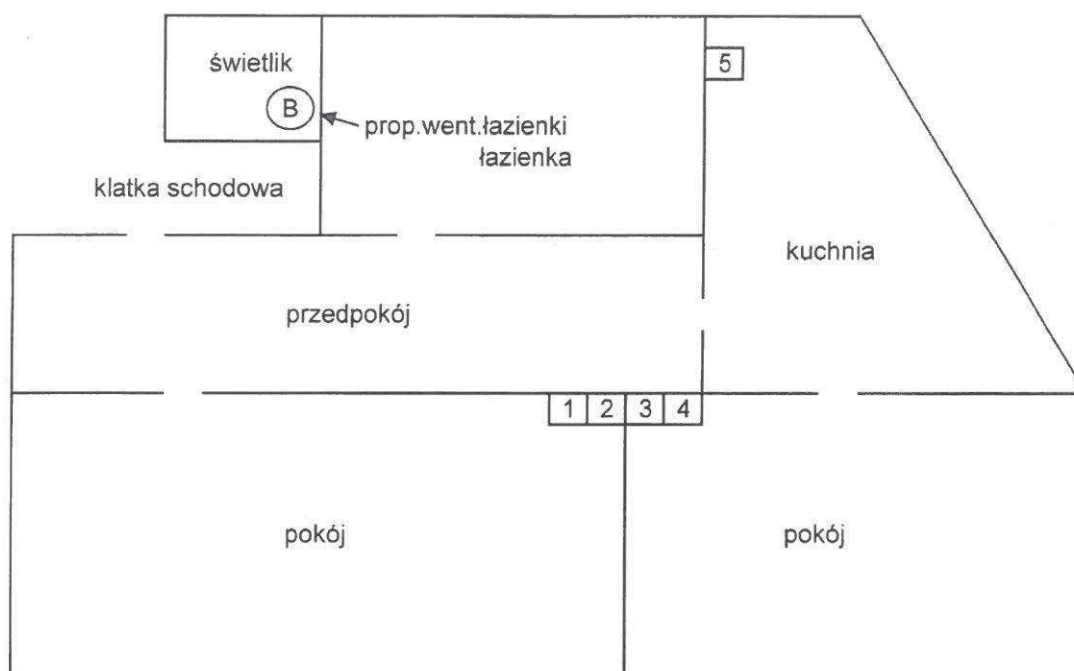 świetlik
5
B
prop.went.łazienki
łazienka
klatka schodowa
kuchnia
przedpokój
1 2 3 4
pokój
pokój